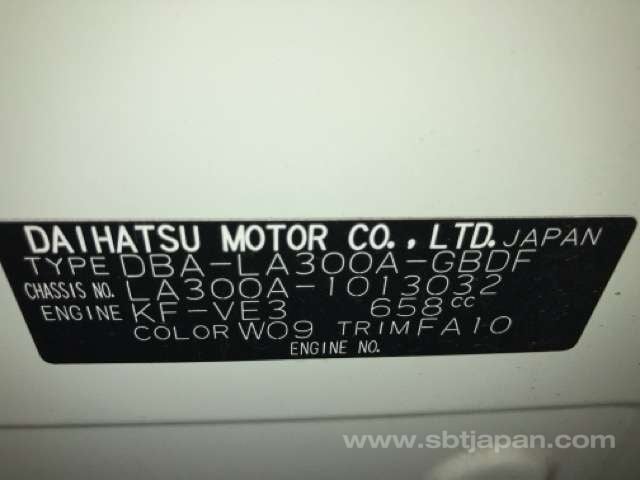 DAIHATSU MOTOR CO., LTD. JAPAN
TYPE DBA-LA300A-GBDF
CHASSIS NO. LA300A-1013032
ENGINE KF-VE3 658cc
COLOR W09 TRIM FA10
ENGINE NO.
www.sbtjapan.com